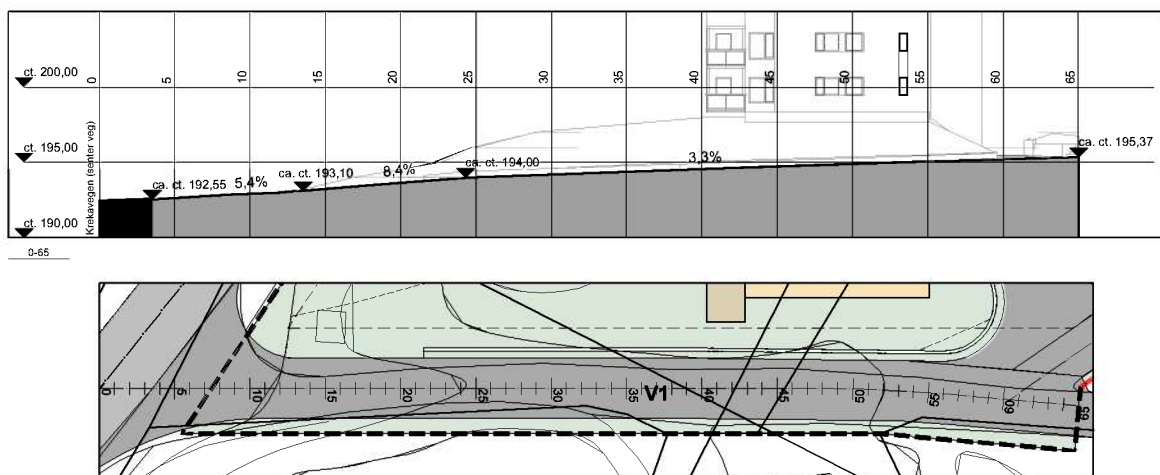 ct. 200,00
0 5 10 15 20 25 30 35 40 45 50 55 60 65
ct. 195,00
ca. ct. 192,55
5,4%
ca. ct. 193,10
8,4%
ca. ct. 194,00
3,3%
ca. ct. 195,37
Krekavegen (senter veg)
ct. 190,00
0-65
0 5 10 15 20 25 30 35 40 45 50 55 60 65
V1